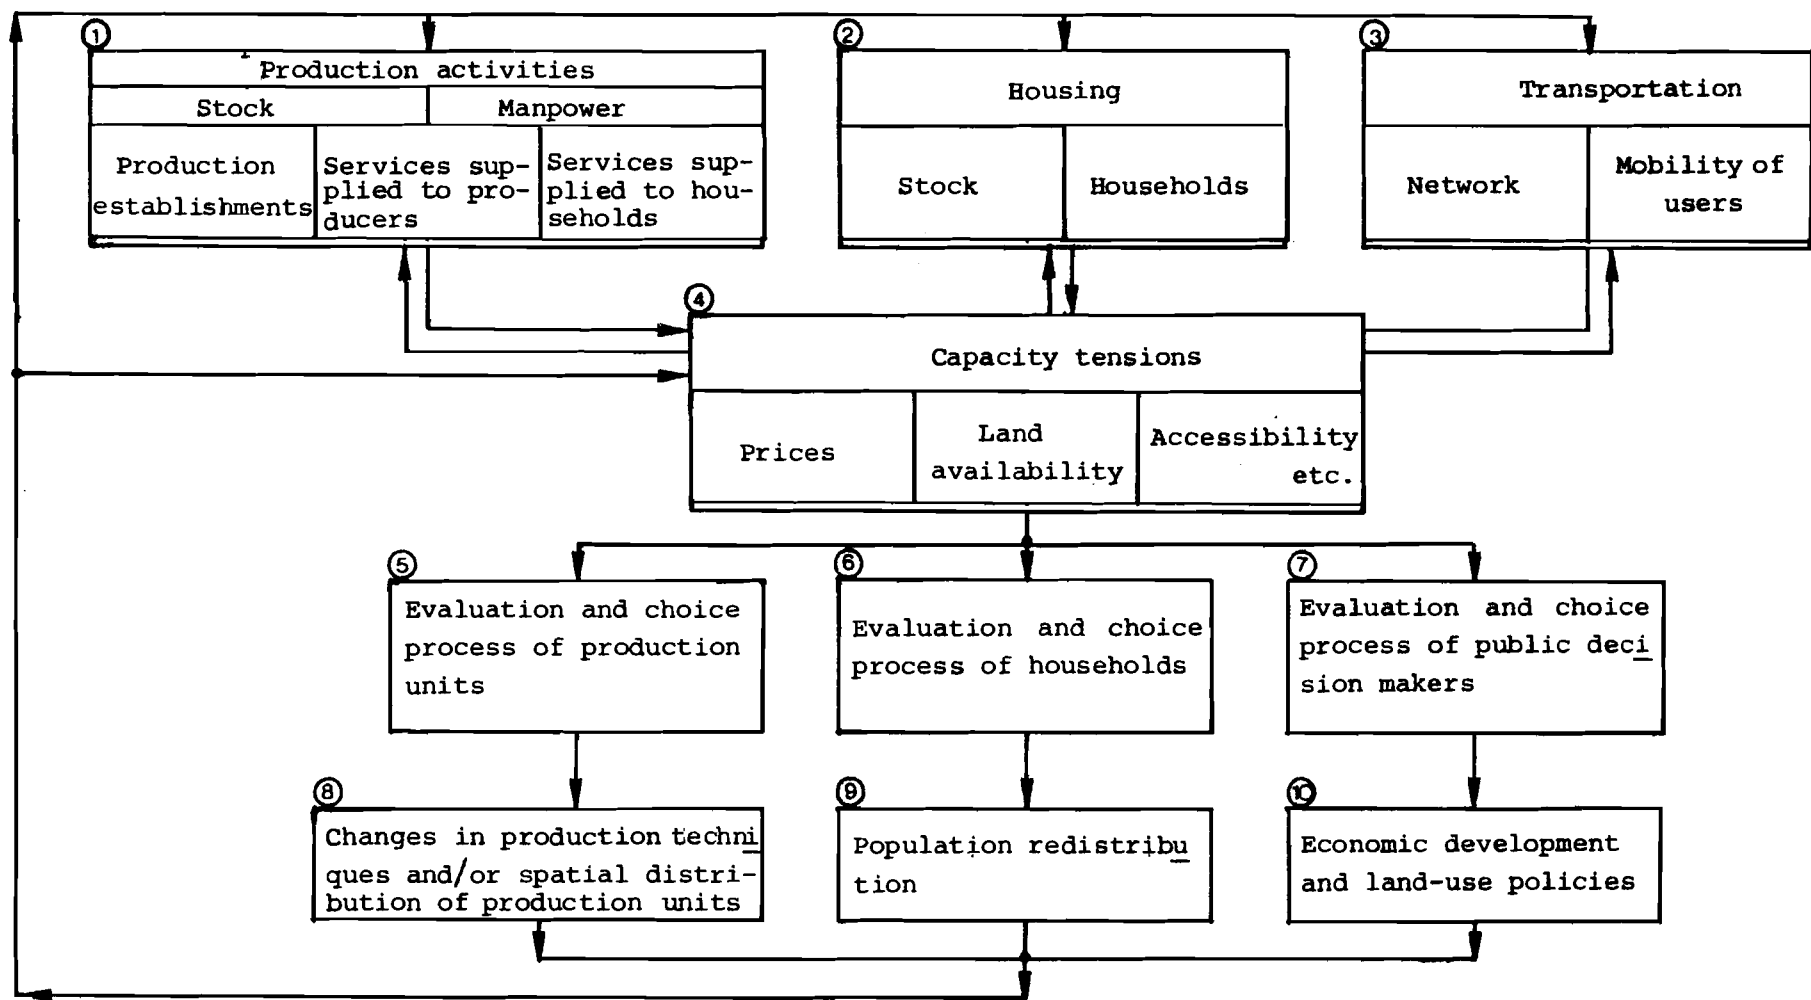 ①
Production activities
Stock
Manpower
Production
establishments
Services sup-
plied to pro-
ducers
Services sup-
plied to hou-
seholds
②
Housing
Stock
Households
③
Transportation
Network
Mobility of
users
④
Capacity tensions
Prices
Land
availability
Accessibility
etc.
⑤
Evaluation and choice
process of production
units
⑥
Evaluation and choice
process of households
⑦
Evaluation and choice
process of public deci
sion makers
⑧
Changes in production techni
ques and/or spatial distri-
bution of production units
⑨
Population redistribu
tion
⑩
Economic development
and land-use policies